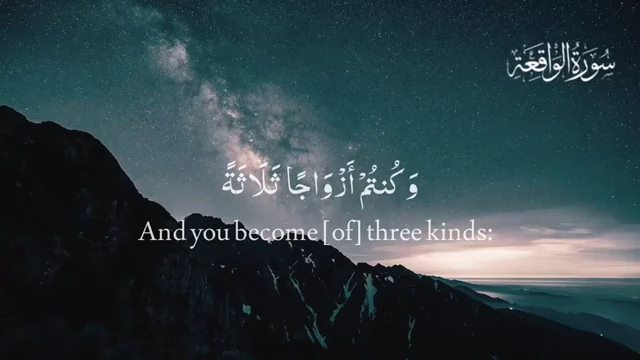 سُورَةُ الوَاقِعَة
وَكُنتُمْ أَزْوَاجًا ثَلَاثَةً
And you become [of] three kinds: